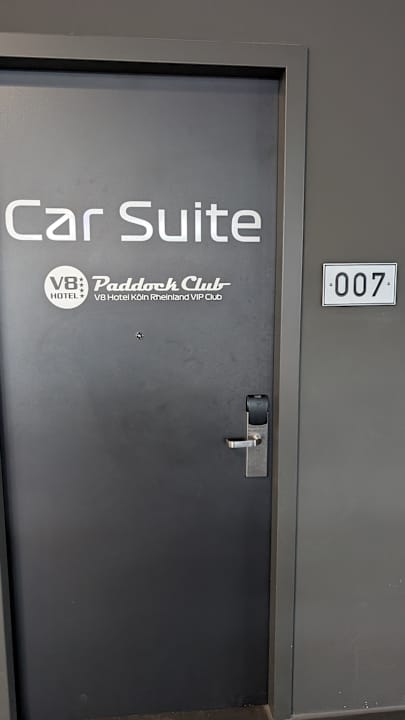 Car Suite
V8 HOTEL
Paddock Club
V8 Hotel Köln Rheinland VIP Club
007